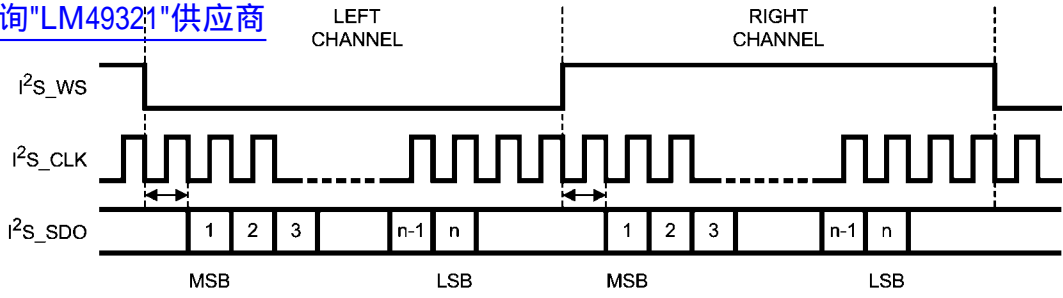 询"LM49321"供应商
LEFT
CHANNEL
RIGHT
CHANNEL
I²S_WS
I²S_CLK
I²S_SDO
1 2 3 n-1 n 1 2 3 n-1 n
MSB LSB MSB LSB